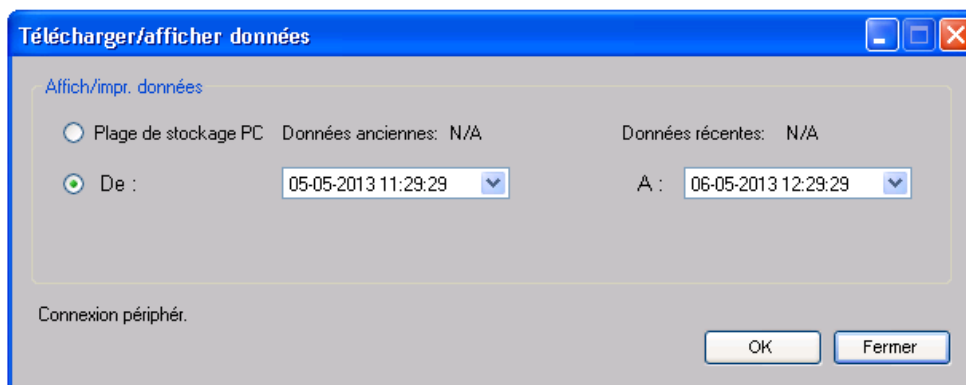 Télécharger/afficher données
Affich/impr. données
Plage de stockage PC Données anciennes: N/A Données récentes: N/A
De : 05-05-2013 11:29:29 A : 06-05-2013 12:29:29
Connexion périphér.
OK Fermer